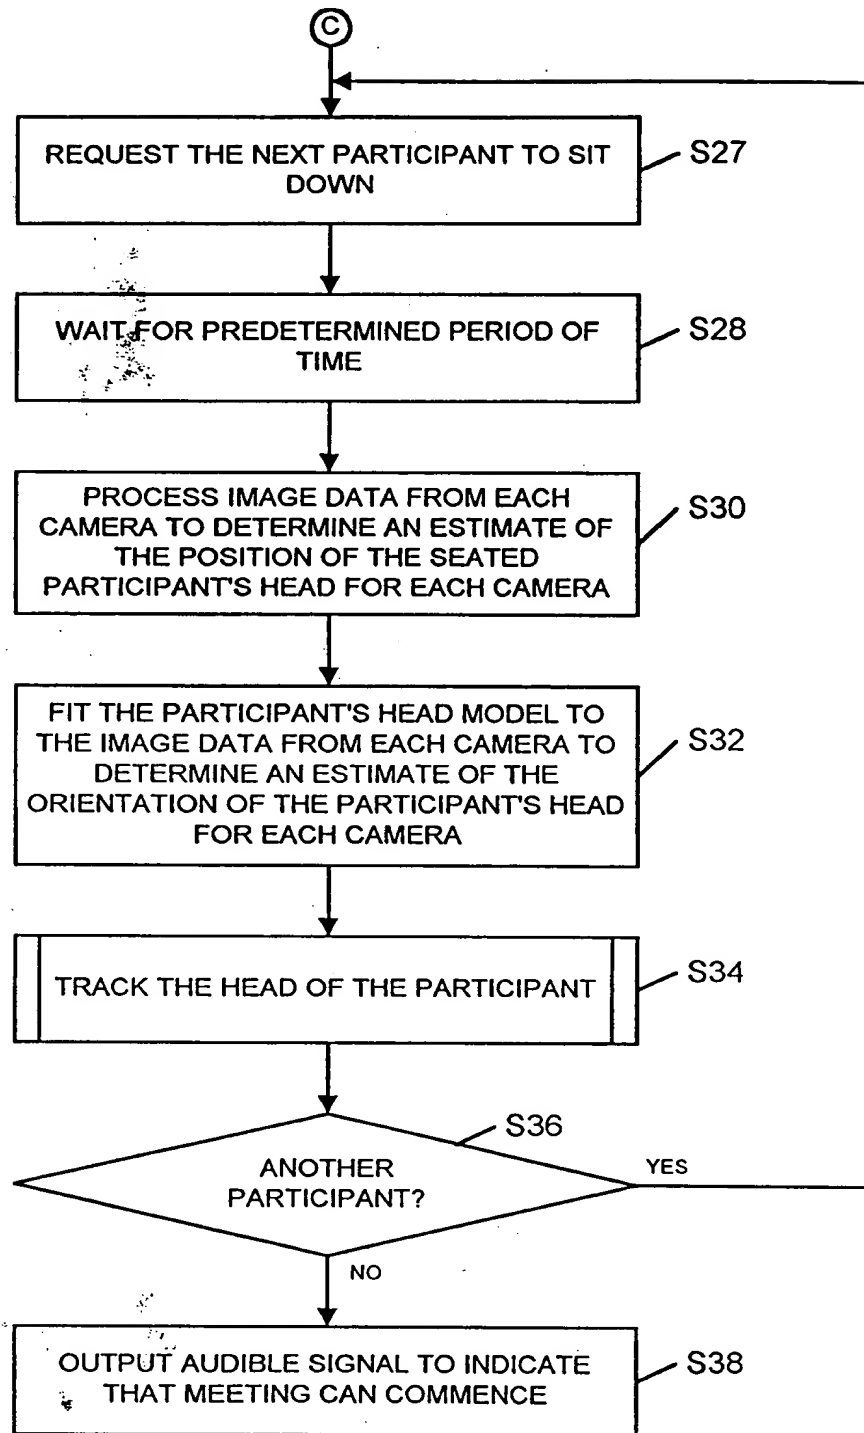 C
REQUEST THE NEXT PARTICIPANT TO SIT
DOWN
S27
WAIT FOR PREDETERMINED PERIOD OF
TIME
S28
PROCESS IMAGE DATA FROM EACH
CAMERA TO DETERMINE AN ESTIMATE OF
THE POSITION OF THE SEATED
PARTICIPANT'S HEAD FOR EACH CAMERA
S30
FIT THE PARTICIPANT'S HEAD MODEL TO
THE IMAGE DATA FROM EACH CAMERA TO
DETERMINE AN ESTIMATE OF THE
ORIENTATION OF THE PARTICIPANT'S HEAD
FOR EACH CAMERA
S32
TRACK THE HEAD OF THE PARTICIPANT
S34
S36
ANOTHER
PARTICIPANT?
YES
NO
OUTPUT AUDIBLE SIGNAL TO INDICATE
THAT MEETING CAN COMMENCE
S38